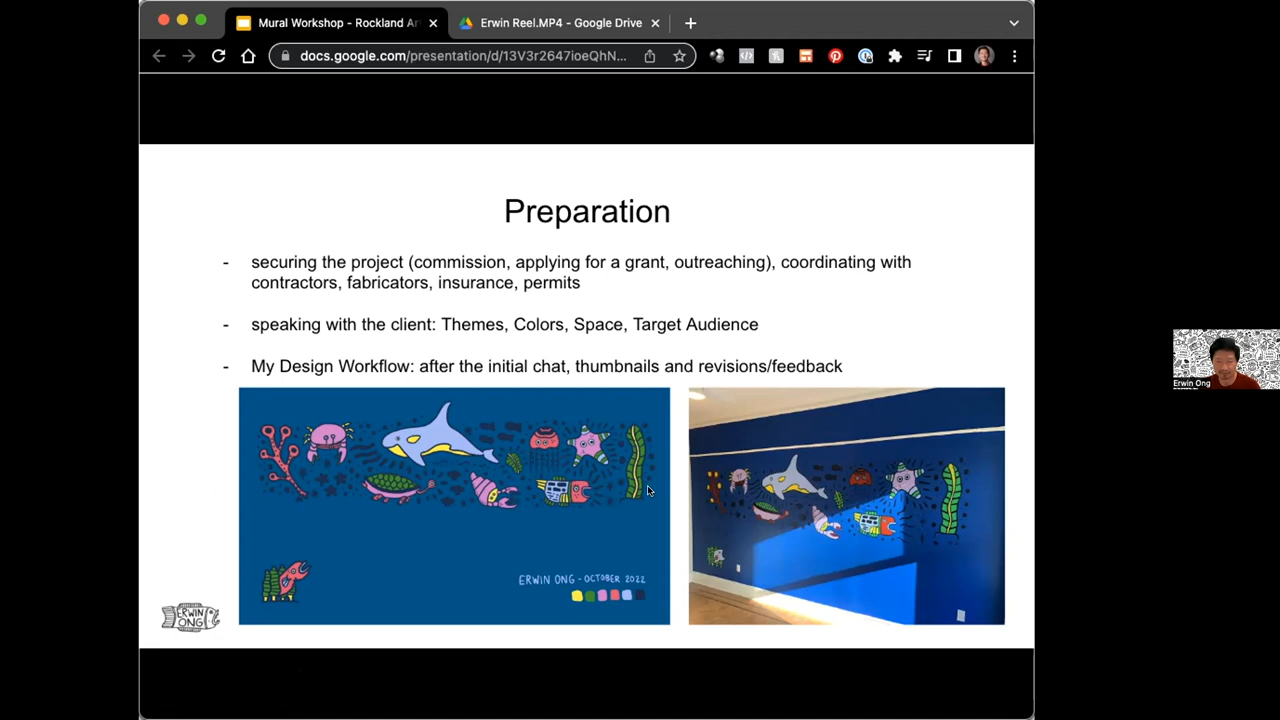 Mural Workshop - Rockland Ar
Erwin Reel.MP4 - Google Drive
docs.google.com/presentation/d/13V3r2647ioeQhN...
Preparation
- securing the project (commission, applying for a grant, outreaching), coordinating with
contractors, fabricators, insurance, permits
- speaking with the client: Themes, Colors, Space, Target Audience
- My Design Workflow: after the initial chat, thumbnails and revisions/feedback
ERWIN ONG - OCTOBER 2022
ERWIN
ONG
Erwin Ong